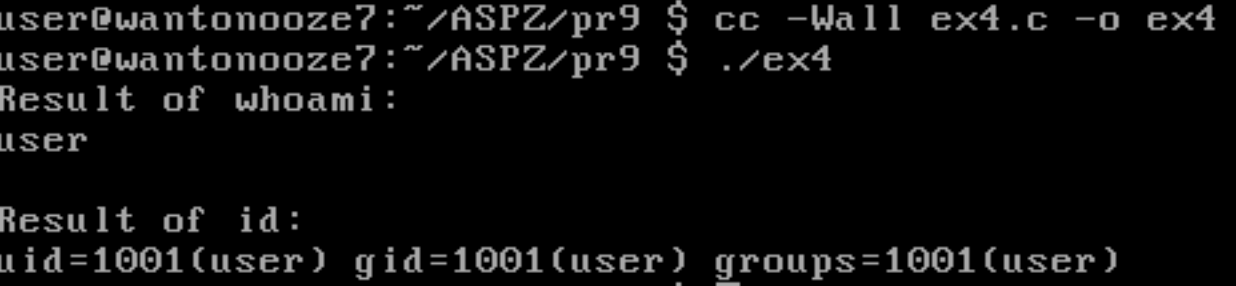 user@wantonooze7:~/ASPZ/pr9 $ cc -Wall ex4.c -o ex4
user@wantonooze7:~/ASPZ/pr9 $ ./ex4
Result of whoami:
user
Result of id:
uid=1001(user) gid=1001(user) groups=1001(user)